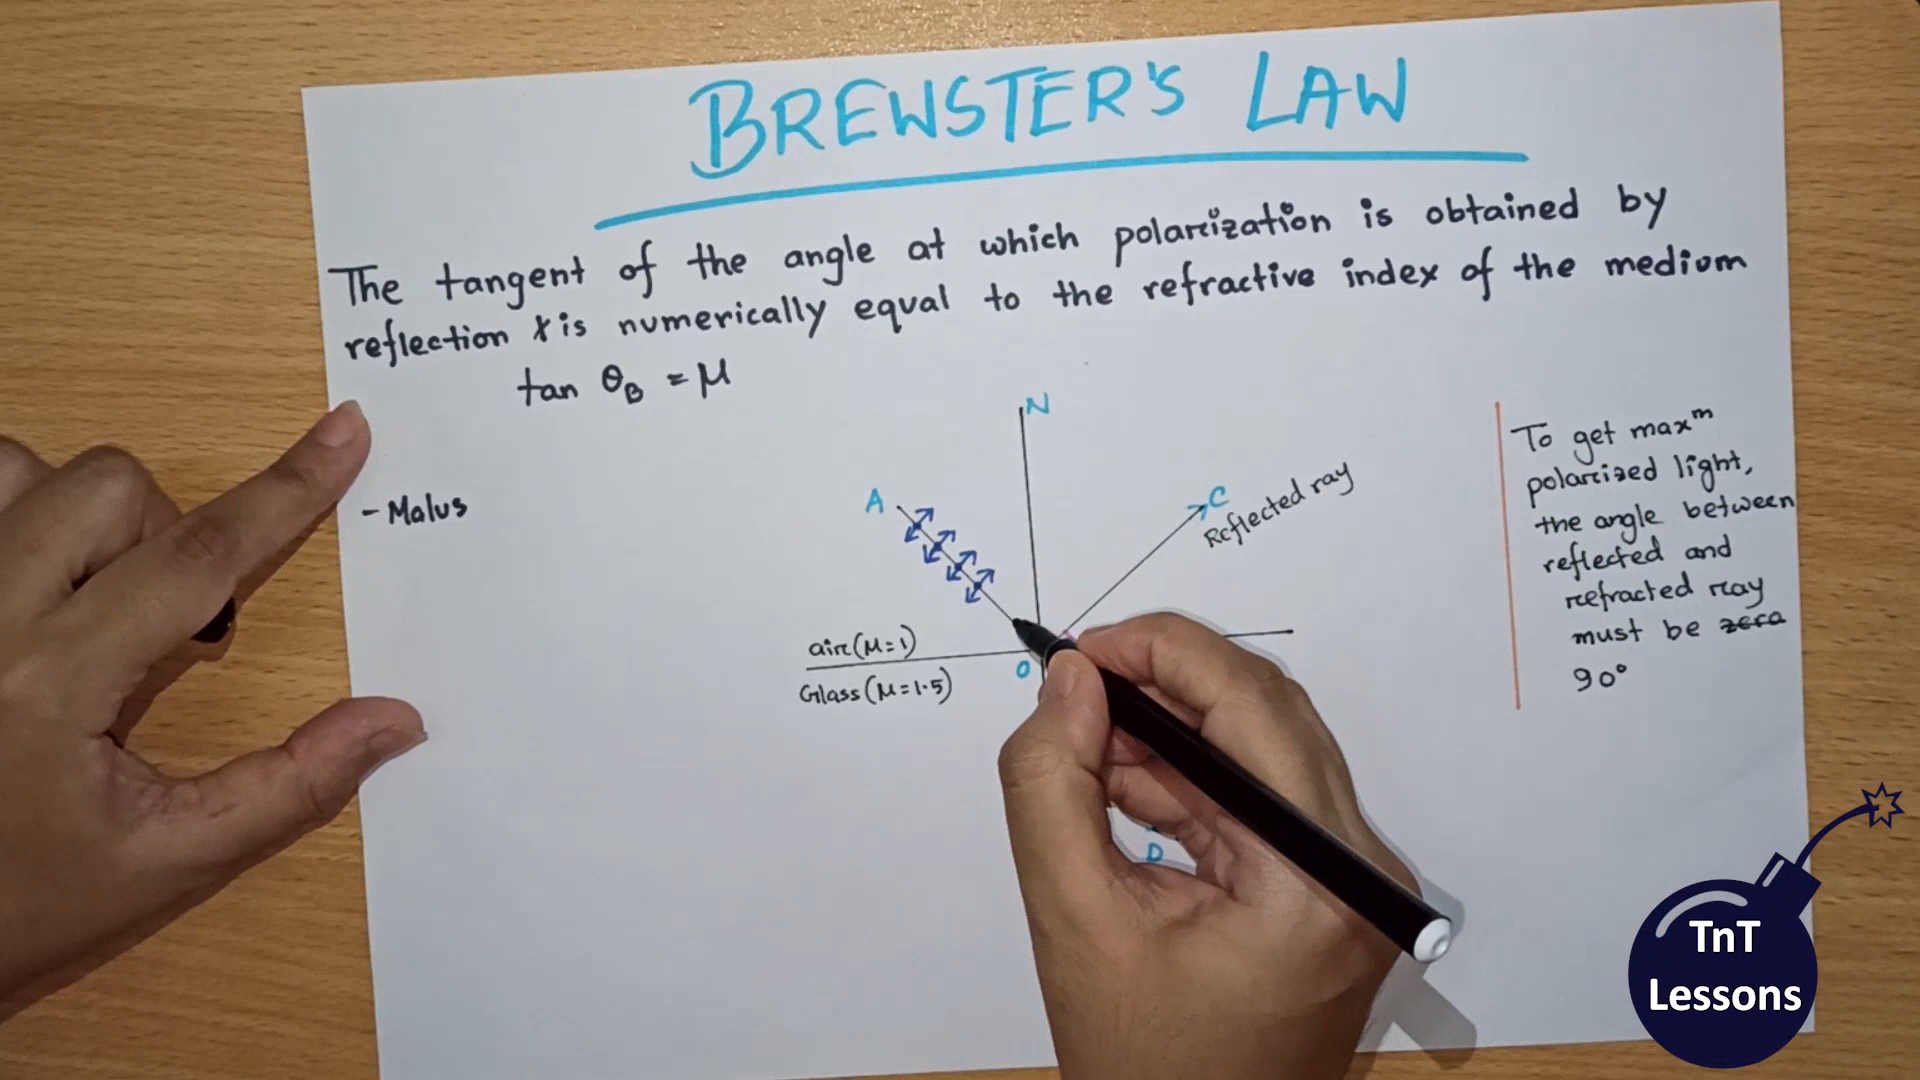 BREWSTER'S LAW
The tangent of the angle at which polarization is obtained by
reflection is numerically equal to the refractive index of the medium
tan θB = μ
N
- Malus
A
C
Reflected ray
air (μ=1)
Glass (μ=1.5)
O
D
To get maxᵐ
polarized light,
the angle between
reflected and
refracted ray
must be zero
90°
TnT
Lessons